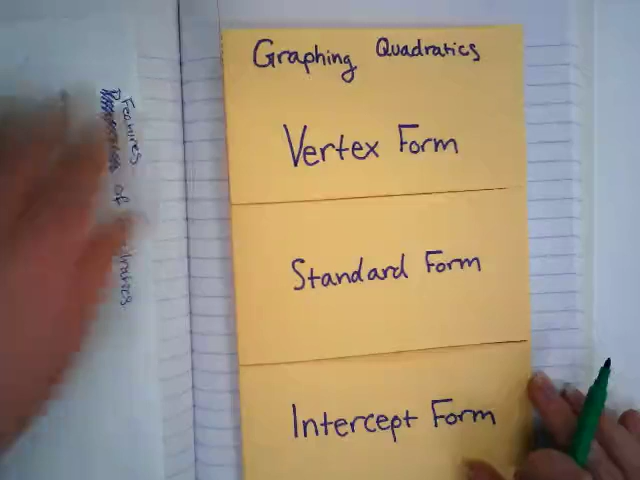 Graphing Quadratics
Vertex Form
Standard Form
Intercept Form
Features
of